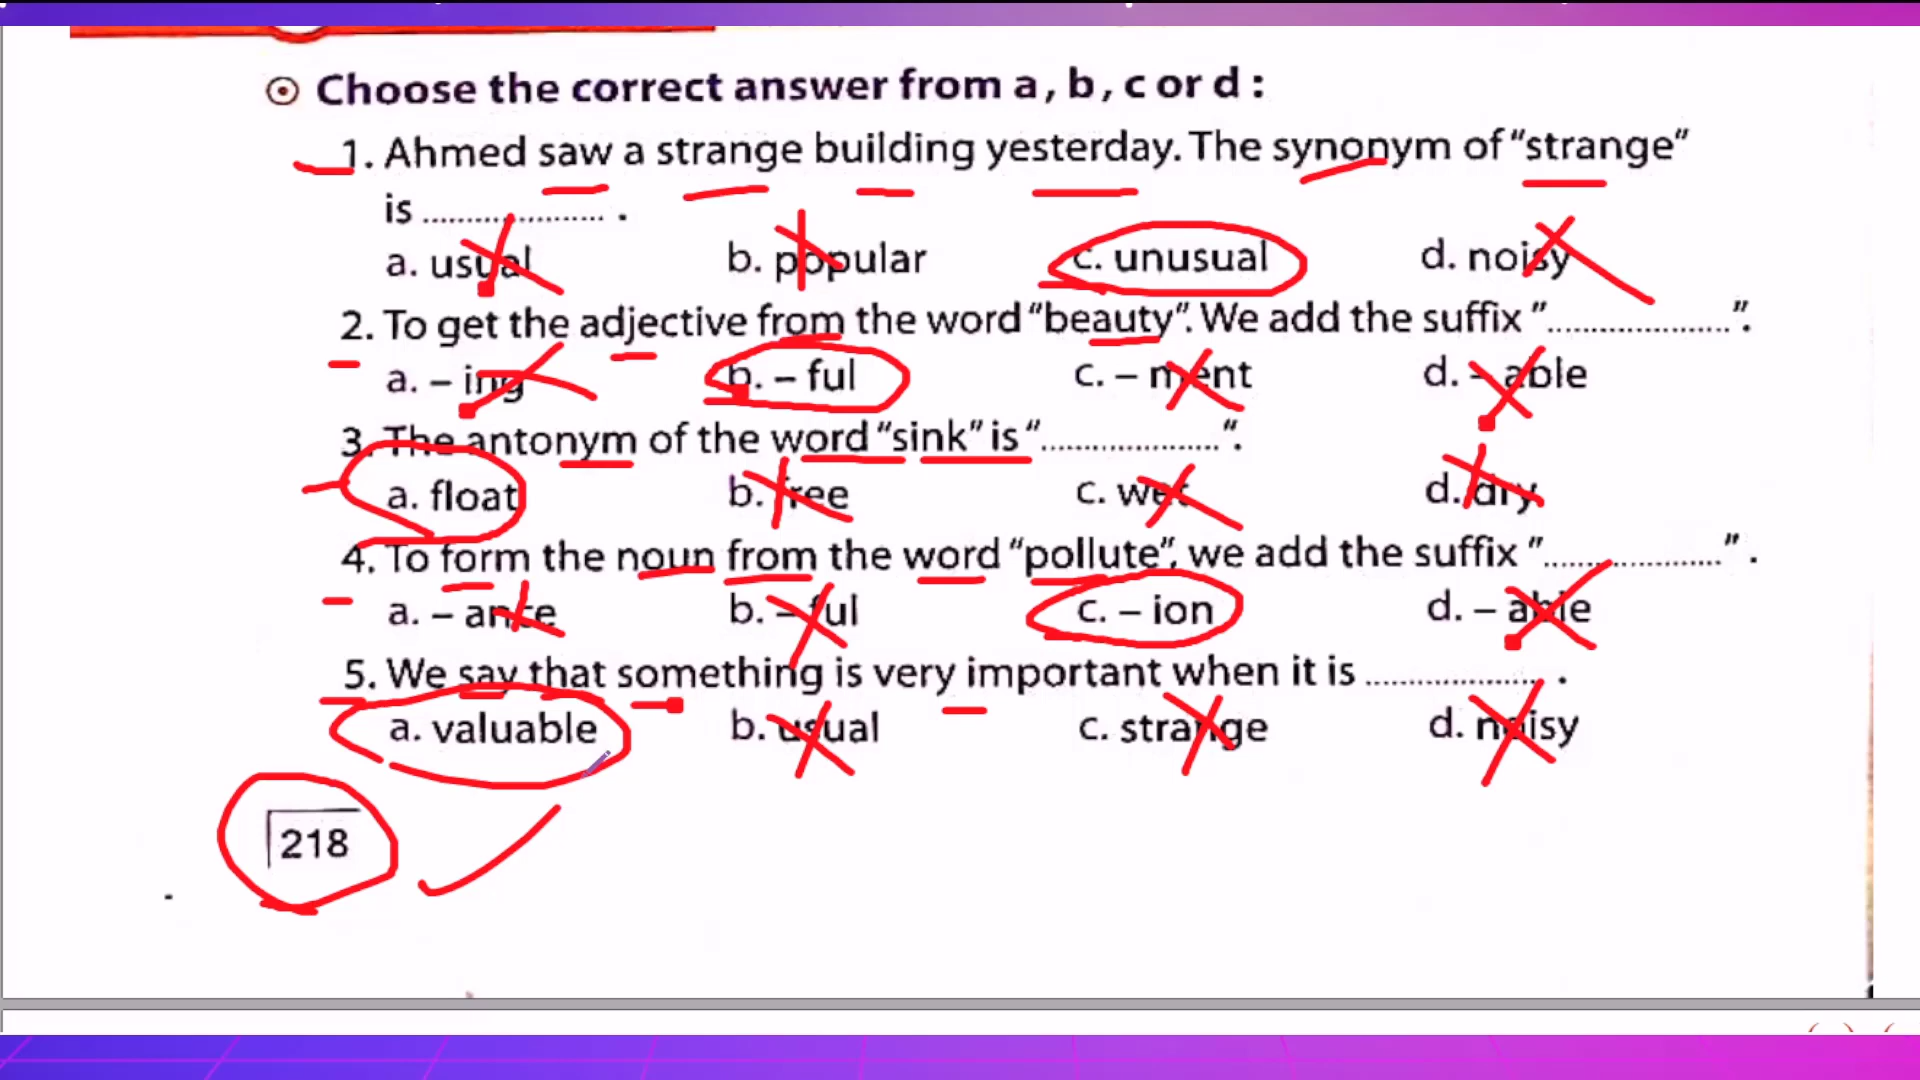 Choose the correct answer from a, b, c or d :
1. Ahmed saw a strange building yesterday. The synonym of "strange"
is .................... .
a. usual b. popular c. unusual d. noisy
2. To get the adjective from the word "beauty". We add the suffix "....................".
a. – ing b. – ful c. – ment d. – able
3. The antonym of the word "sink" is "....................".
a. float b. free c. wet d. dry
4. To form the noun from the word "pollute", we add the suffix "...................." .
a. – ance b. – ful c. – ion d. – able
5. We say that something is very important when it is .................... .
a. valuable b. usual c. strange d. noisy
218